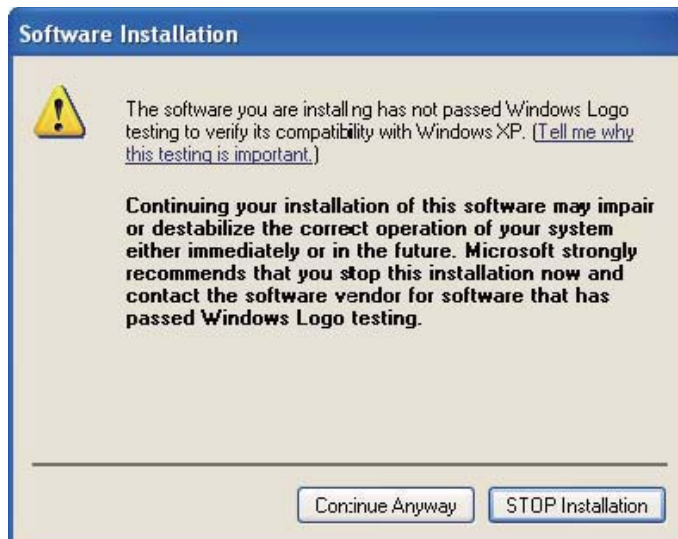 Software Installation
The software you are installing has not passed Windows Logo
testing to verify its compatibility with Windows XP. (Tell me why
this testing is important.)
Continuing your installation of this software may impair
or destabilize the correct operation of your system
either immediately or in the future. Microsoft strongly
recommends that you stop this installation now and
contact the software vendor for software that has
passed Windows Logo testing.
Continue Anyway
STOP Installation